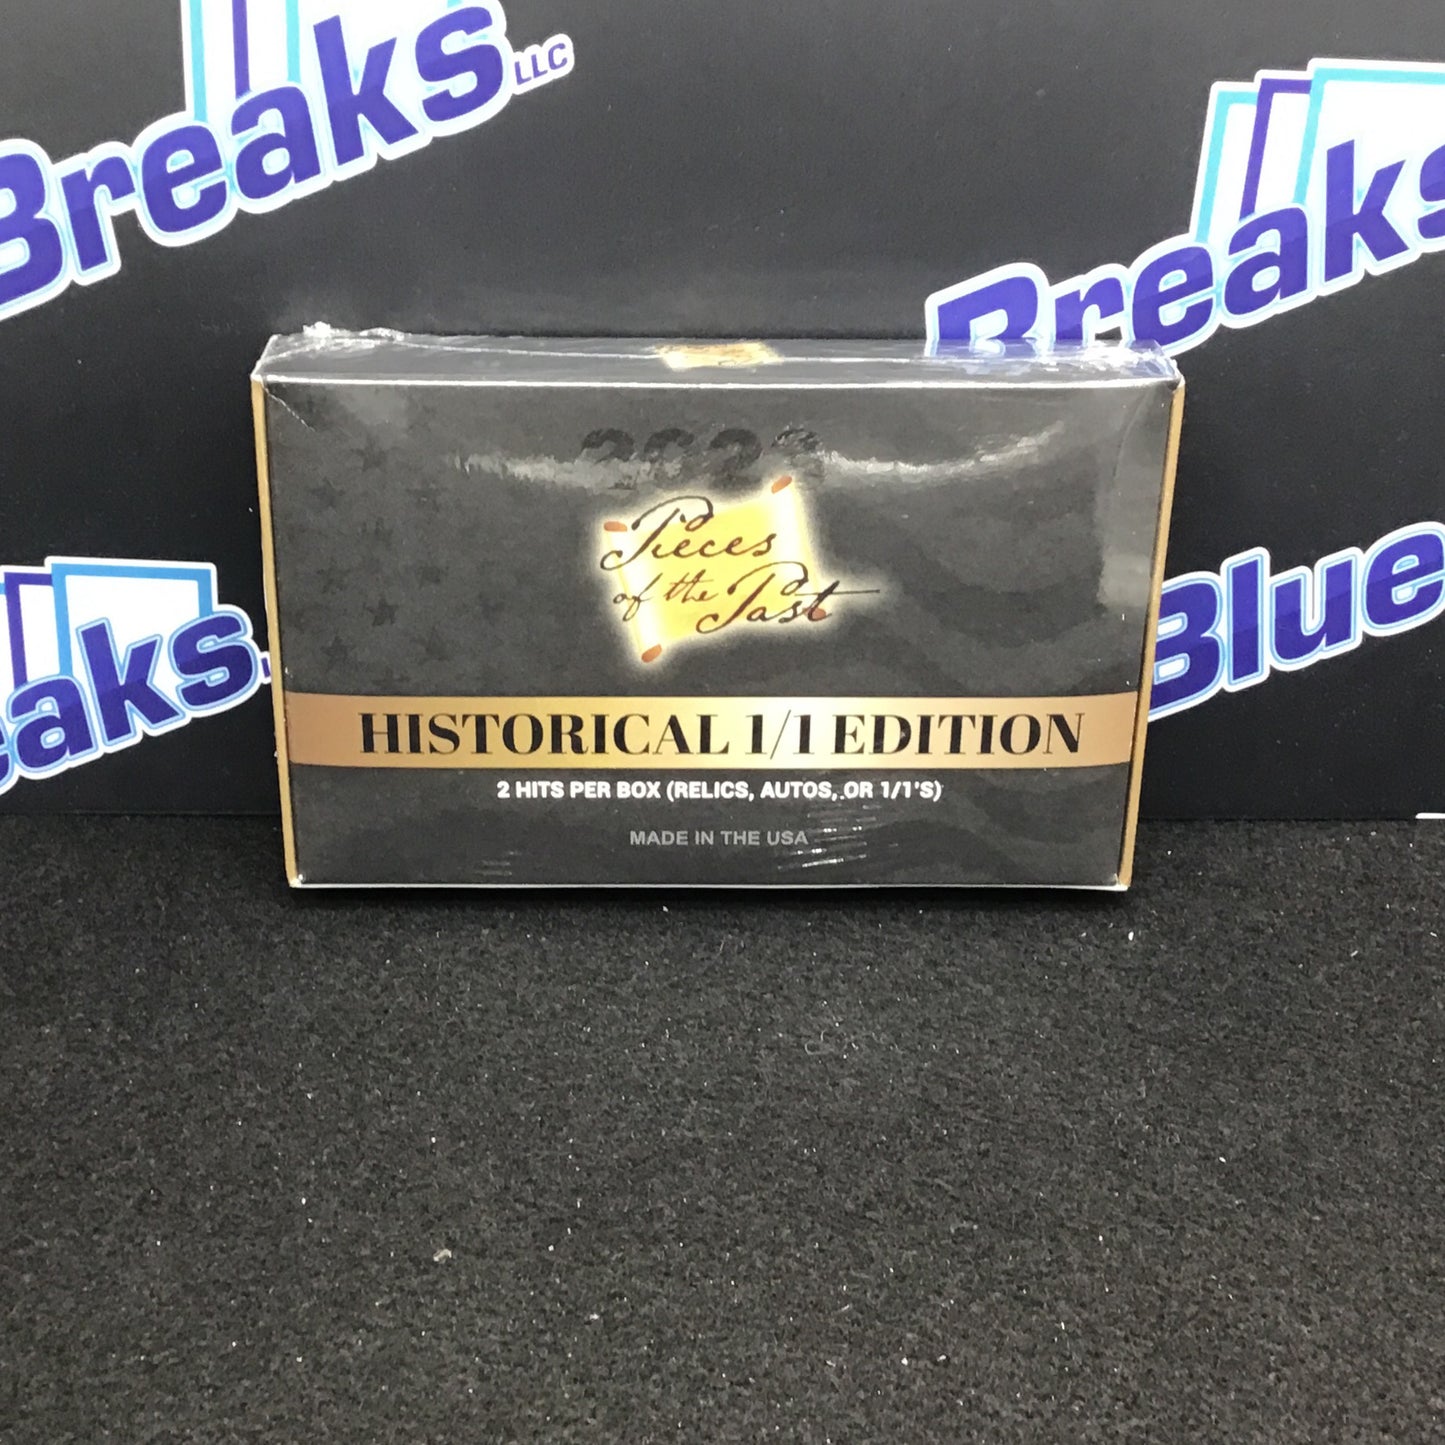 Breaks LLC
Breaks
Pieces
of the Past
HISTORICAL 1/1 EDITION
2 HITS PER BOX (RELICS, AUTOS, OR 1/1'S)
MADE IN THE USA
Blue